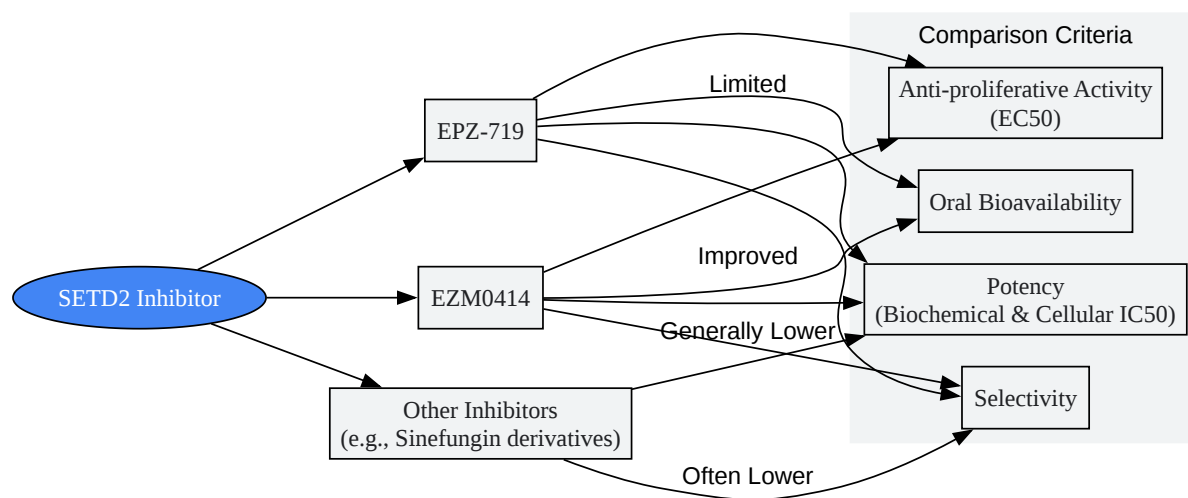 Comparison Criteria
Limited
Anti-proliferative Activity
(EC50)
EPZ-719
Oral Bioavailability
Improved
SETD2 Inhibitor
EZM0414
Potency
(Biochemical & Cellular IC50)
Generally Lower
Other Inhibitors
(e.g., Sinefungin derivatives)
Selectivity
Often Lower